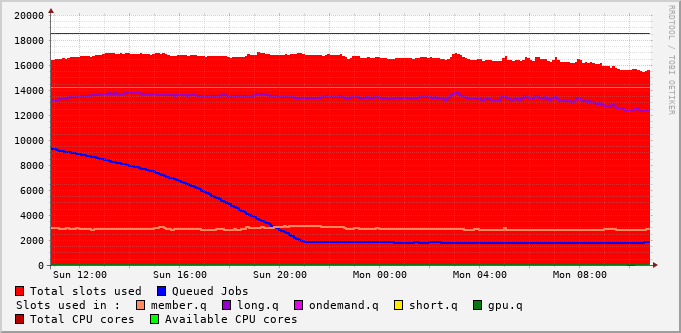 20000
18000
16000
14000
12000
10000
8000
6000
4000
2000
0
Sun 12:00 Sun 16:00 Sun 20:00 Mon 00:00 Mon 04:00 Mon 08:00
RRDTOOL / TOBI OETIKER
Total slots used Queued Jobs
Slots used in : member.q long.q ondemand.q short.q gpu.q
Total CPU cores Available CPU cores